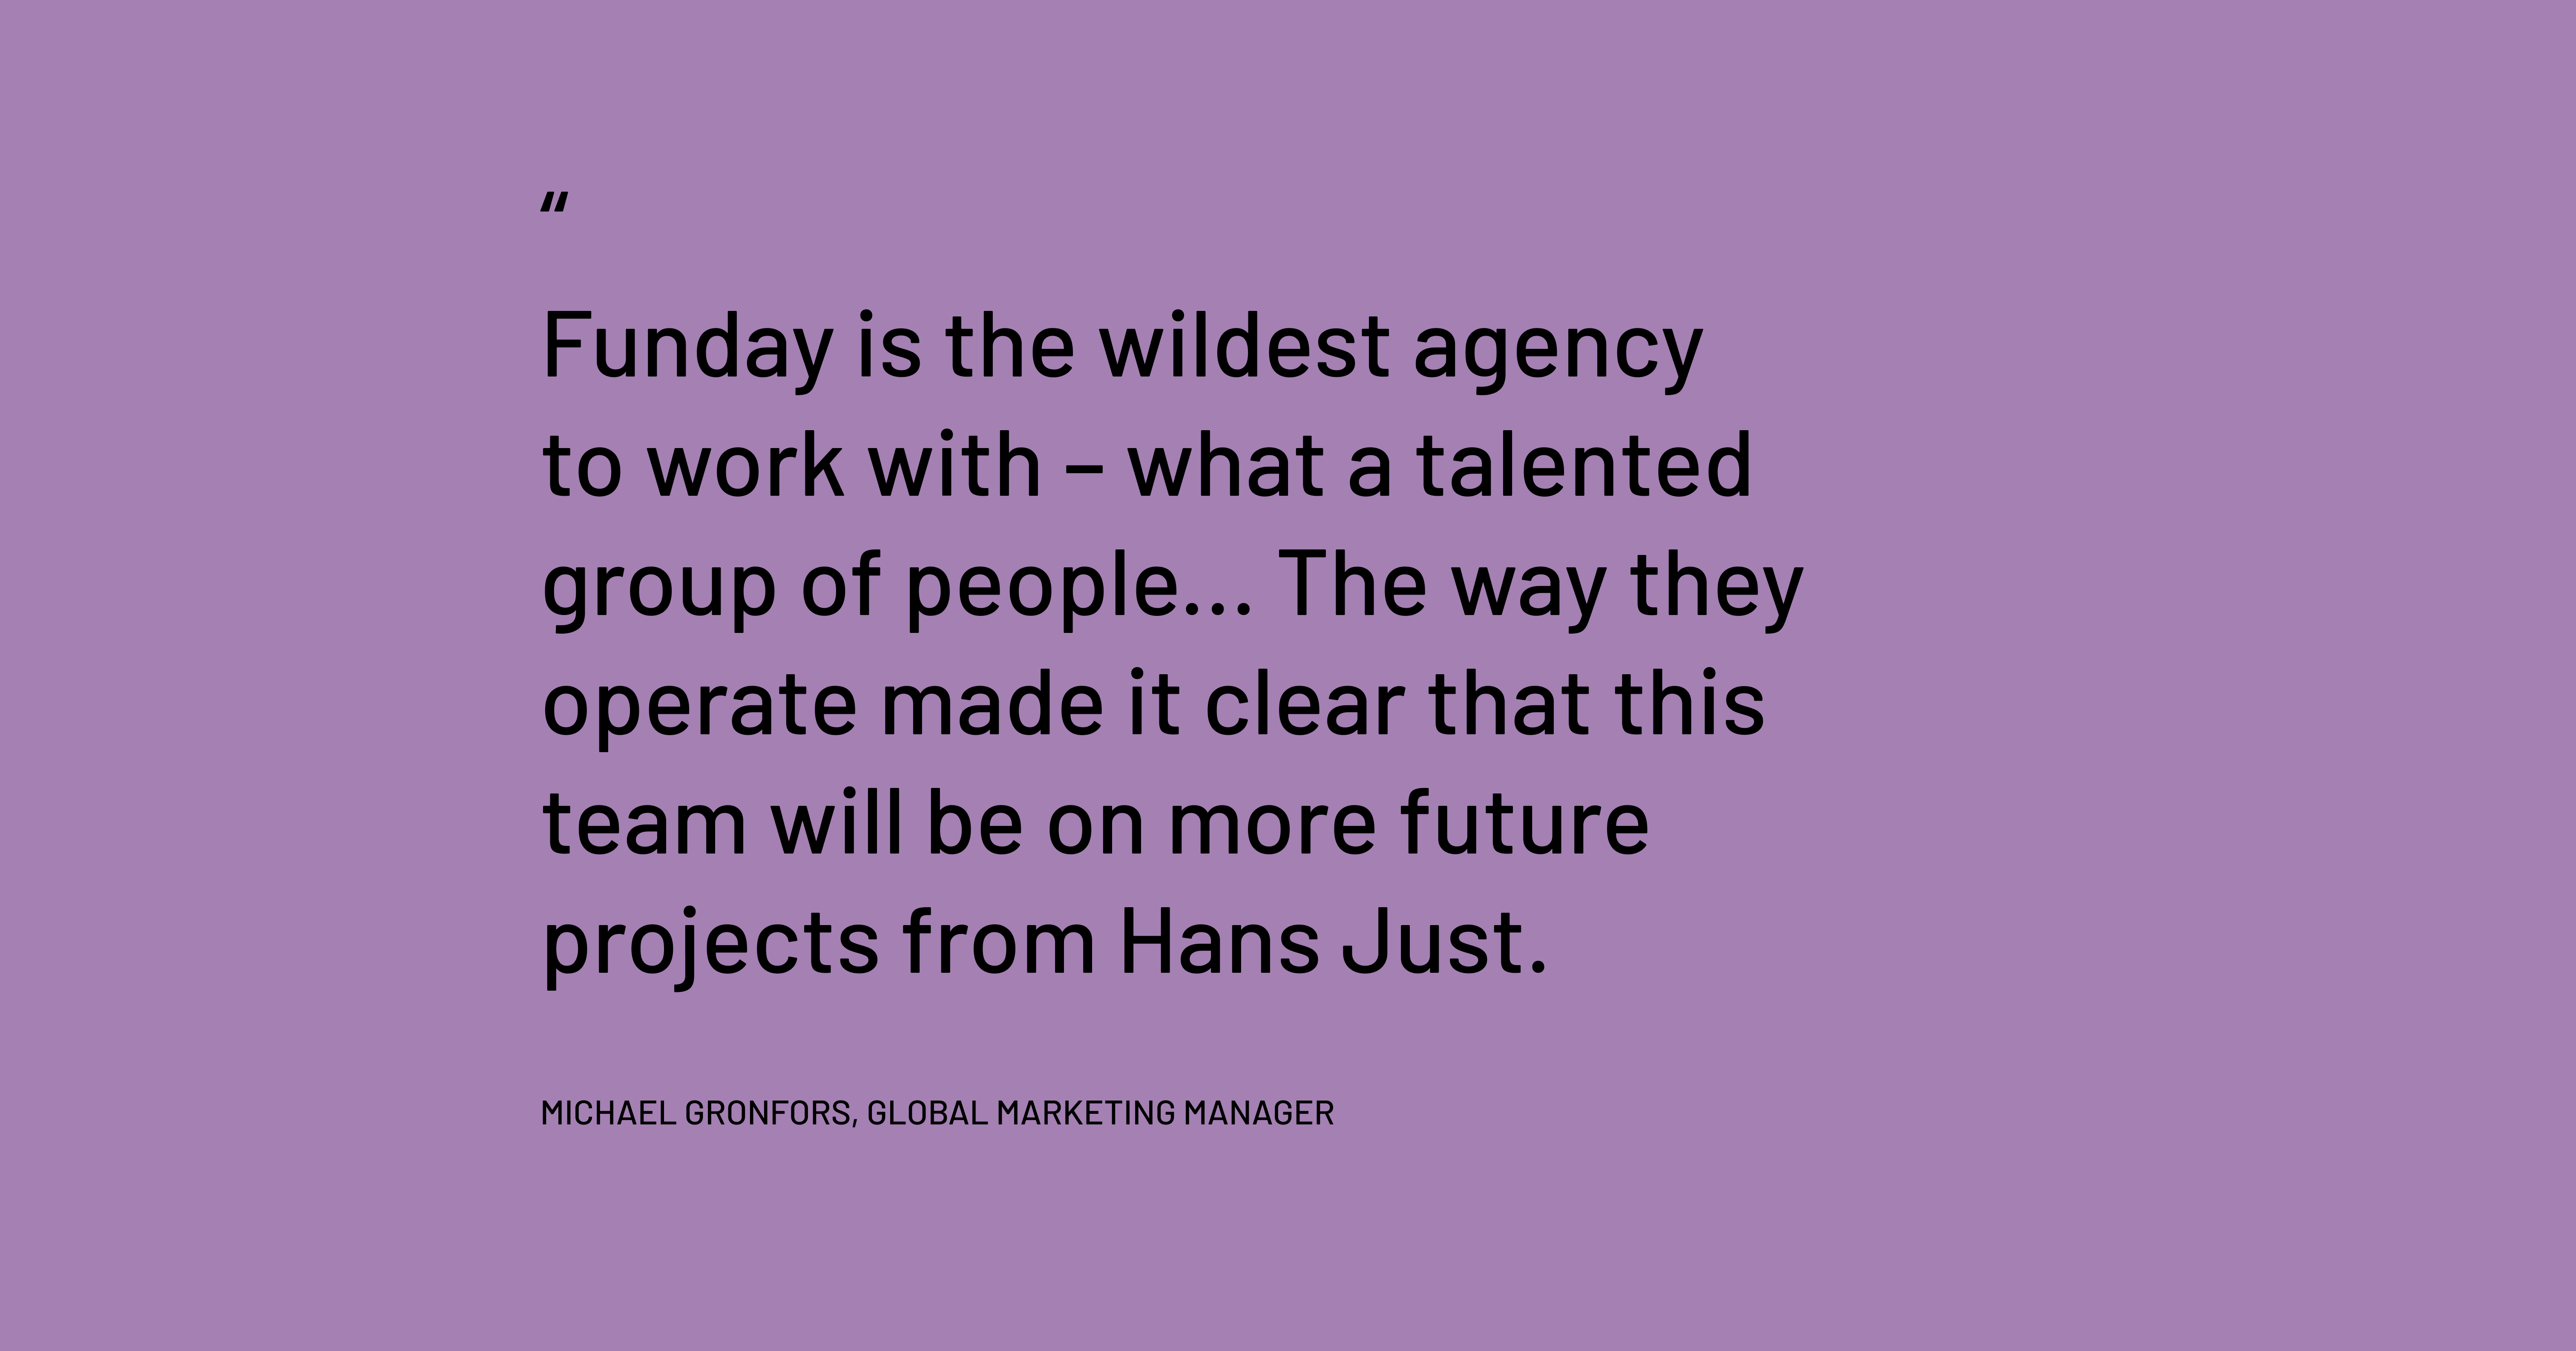 “
Funday is the wildest agency
to work with – what a talented
group of people... The way they
operate made it clear that this
team will be on more future
projects from Hans Just.
MICHAEL GRONFORS, GLOBAL MARKETING MANAGER